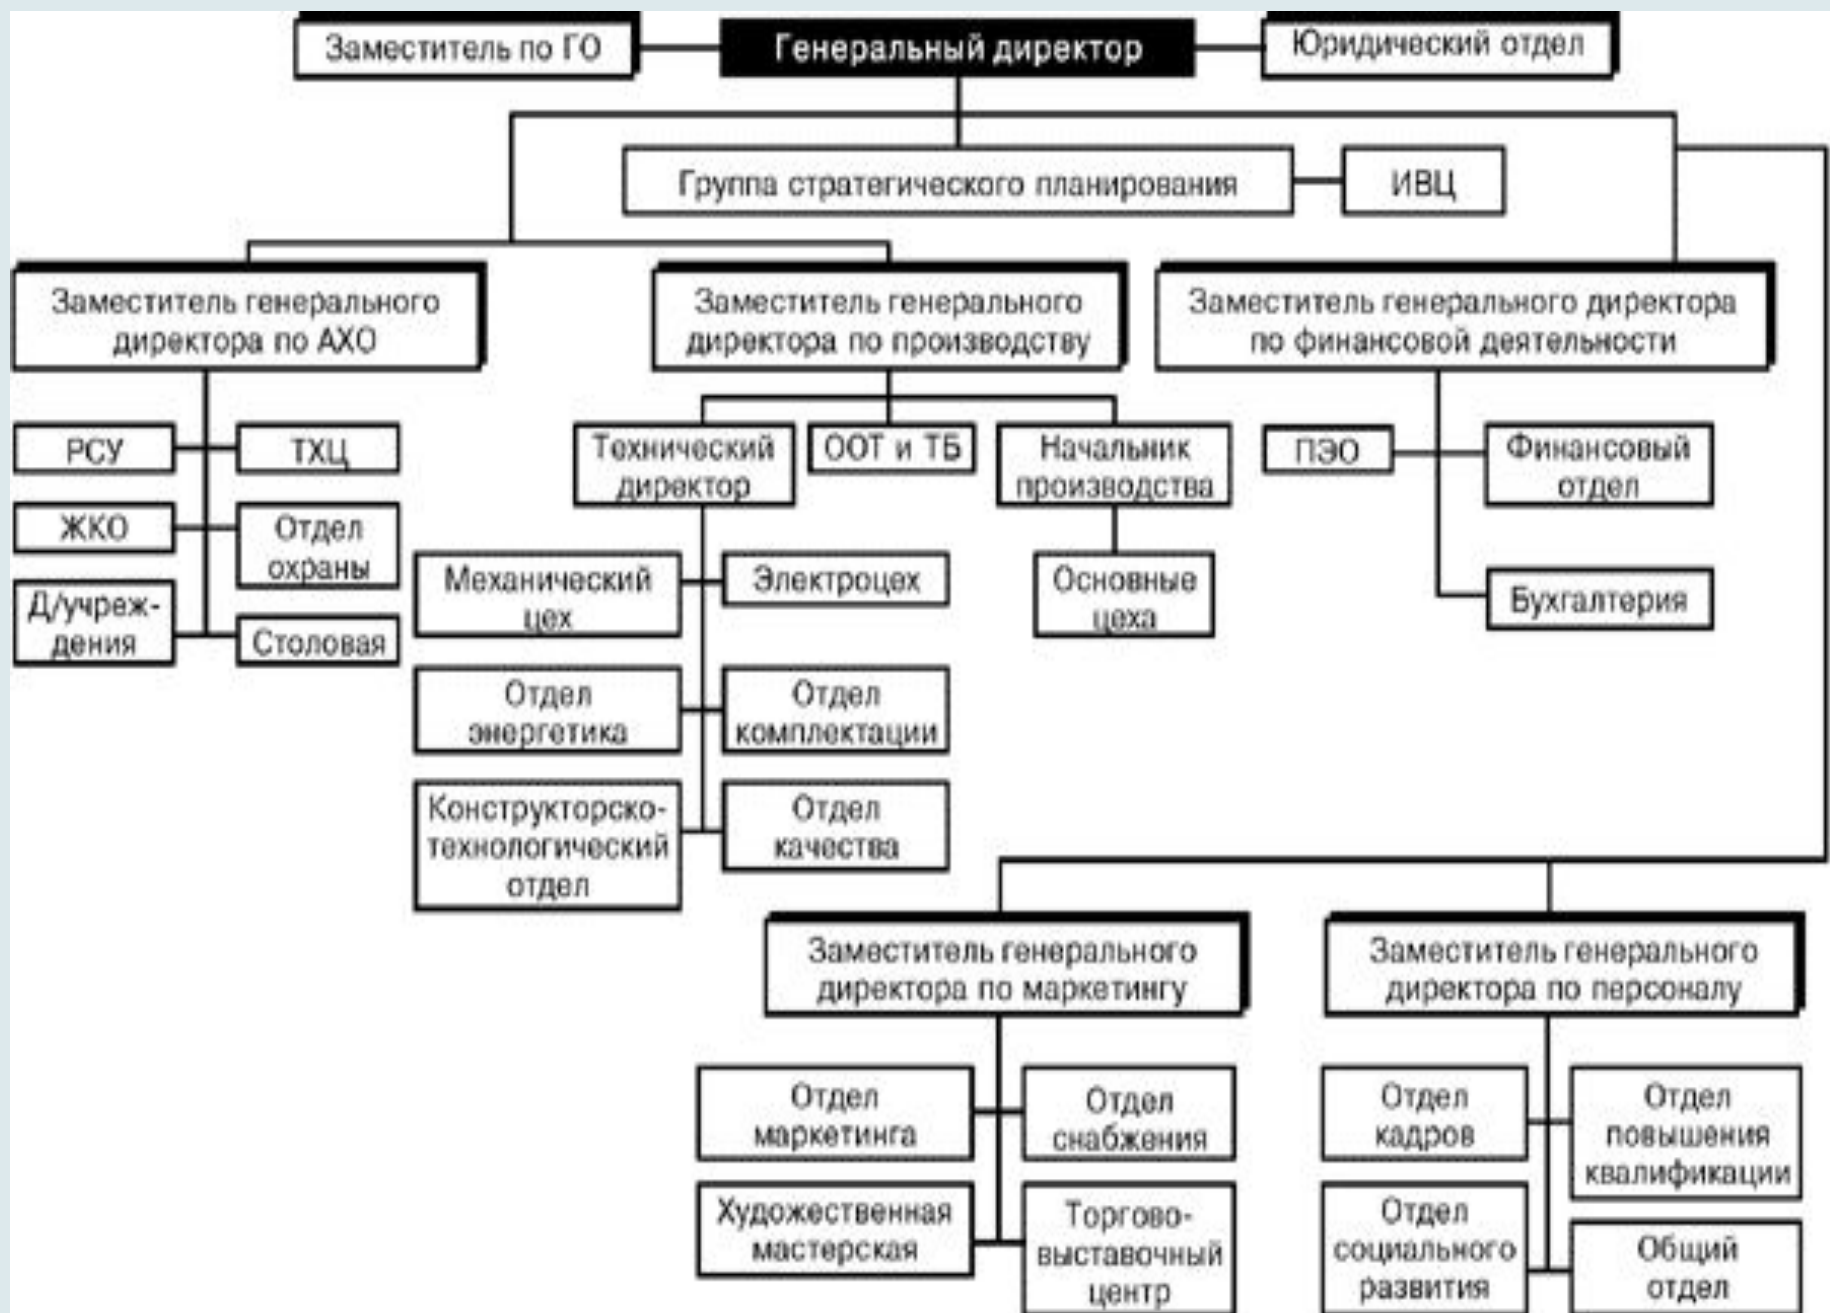 Заместитель по ГО
Генеральный директор
Юридический отдел
Группа стратегического планирования
ИВЦ
Заместитель генерального
директора по АХО
Заместитель генерального
директора по производству
Заместитель генерального директора
по финансовой деятельности
РСУ
ТХЦ
ЖКО
Отдел
охраны
Д/учреж-
дения
Столовая
Технический
директор
ООТ и ТБ
Начальник
производства
Механический
цех
Электроцех
Основные
цеха
Отдел
энергетика
Отдел
комплектации
Конструкторско-
технологический
отдел
Отдел
качества
ПЭО
Финансовый
отдел
Бухгалтерия
Заместитель генерального
директора по маркетингу
Заместитель генерального
директора по персоналу
Отдел
маркетинга
Отдел
снабжения
Художественная
мастерская
Торгово-
выставочный
центр
Отдел
кадров
Отдел
повышения
квалификации
Отдел
социального
развития
Общий
отдел